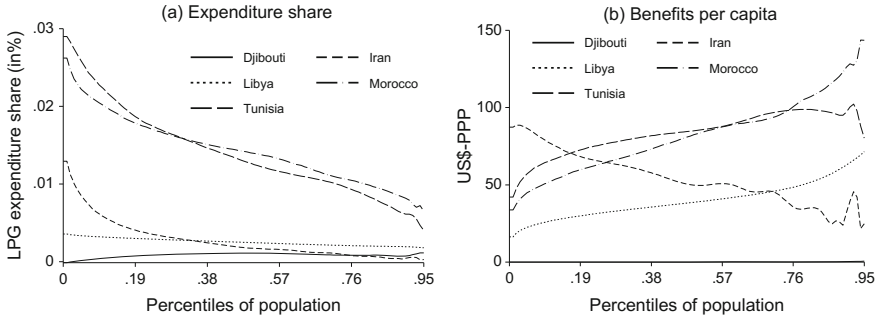 (a) Expenditure share
LPG expenditure share (in%)
.03
.02
.01
0
Djibouti
Iran
Libya
Morocco
Tunisia
0 .19 .38 .57 .76 .95
Percentiles of population
(b) Benefits per capita
US$-PPP
150
100
50
0
Djibouti
Iran
Libya
Morocco
Tunisia
0 .19 .38 .57 .76 .95
Percentiles of population